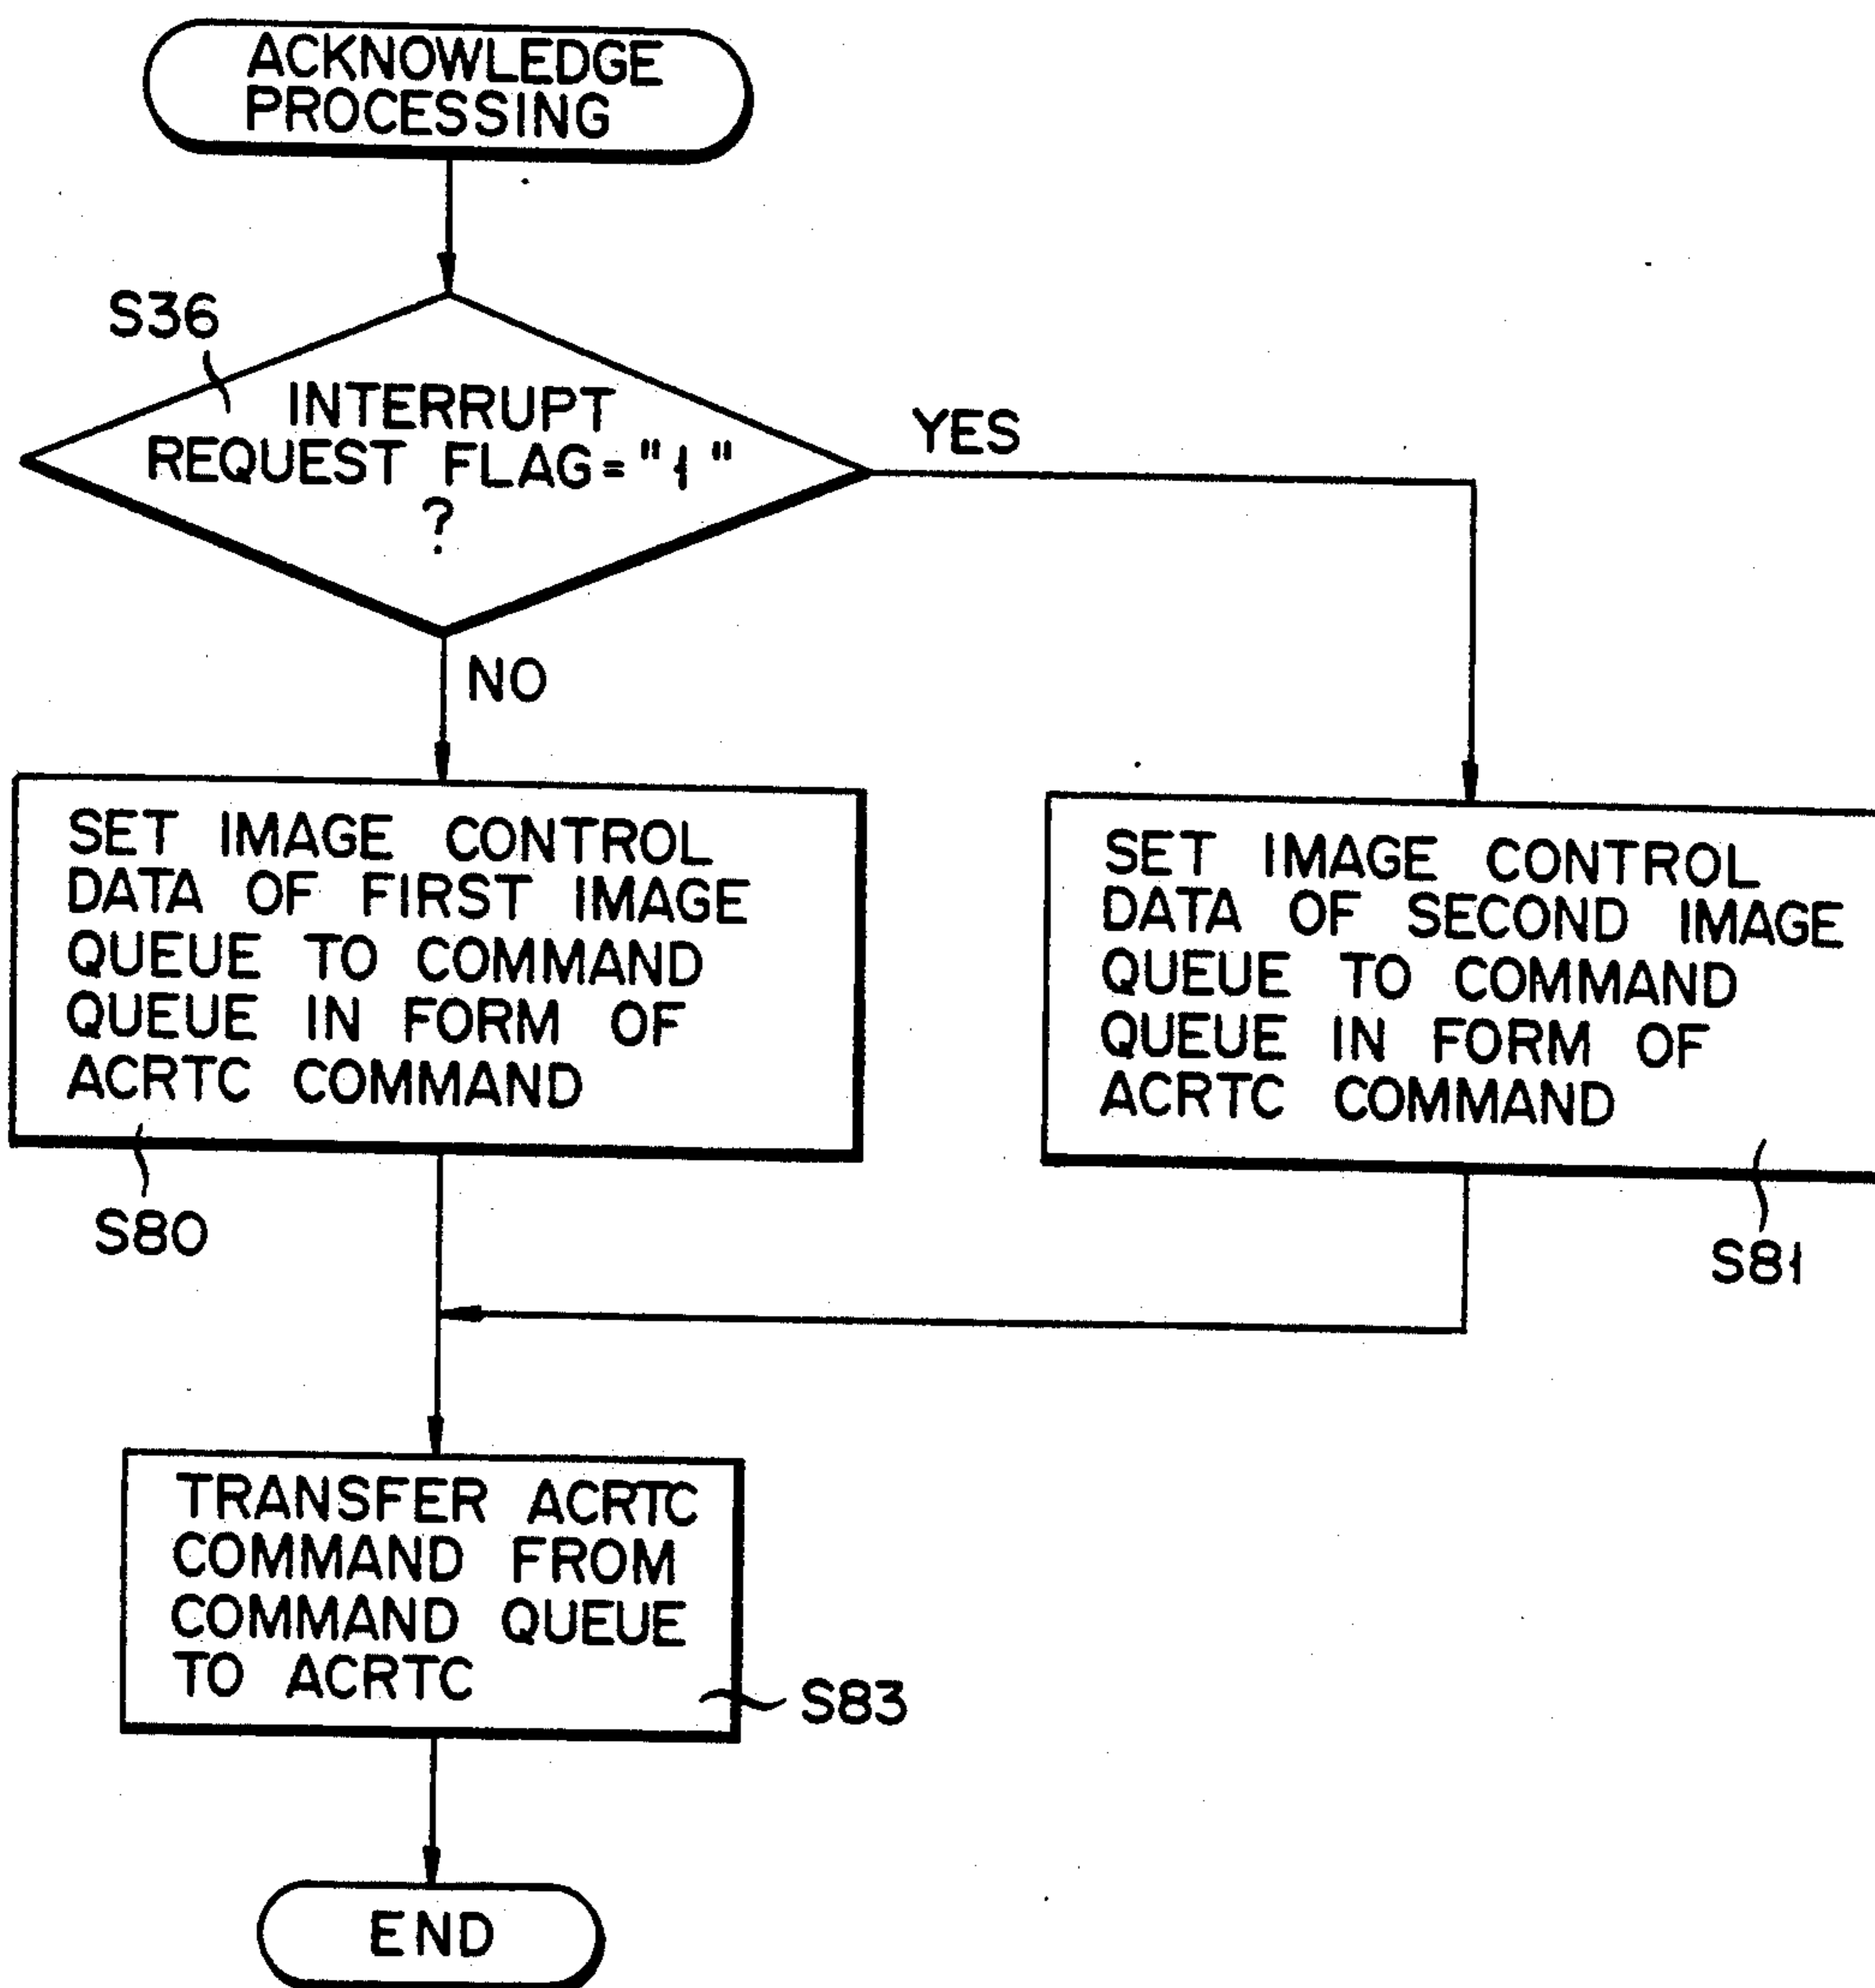 ACKNOWLEDGE
PROCESSING
S36
INTERRUPT
REQUEST FLAG="1"
?
YES
NO
SET IMAGE CONTROL
DATA OF FIRST IMAGE
QUEUE TO COMMAND
QUEUE IN FORM OF
ACRTC COMMAND
S80
SET IMAGE CONTROL
DATA OF SECOND IMAGE
QUEUE TO COMMAND
QUEUE IN FORM OF
ACRTC COMMAND
S81
TRANSFER ACRTC
COMMAND FROM
COMMAND QUEUE
TO ACRTC
S83
END